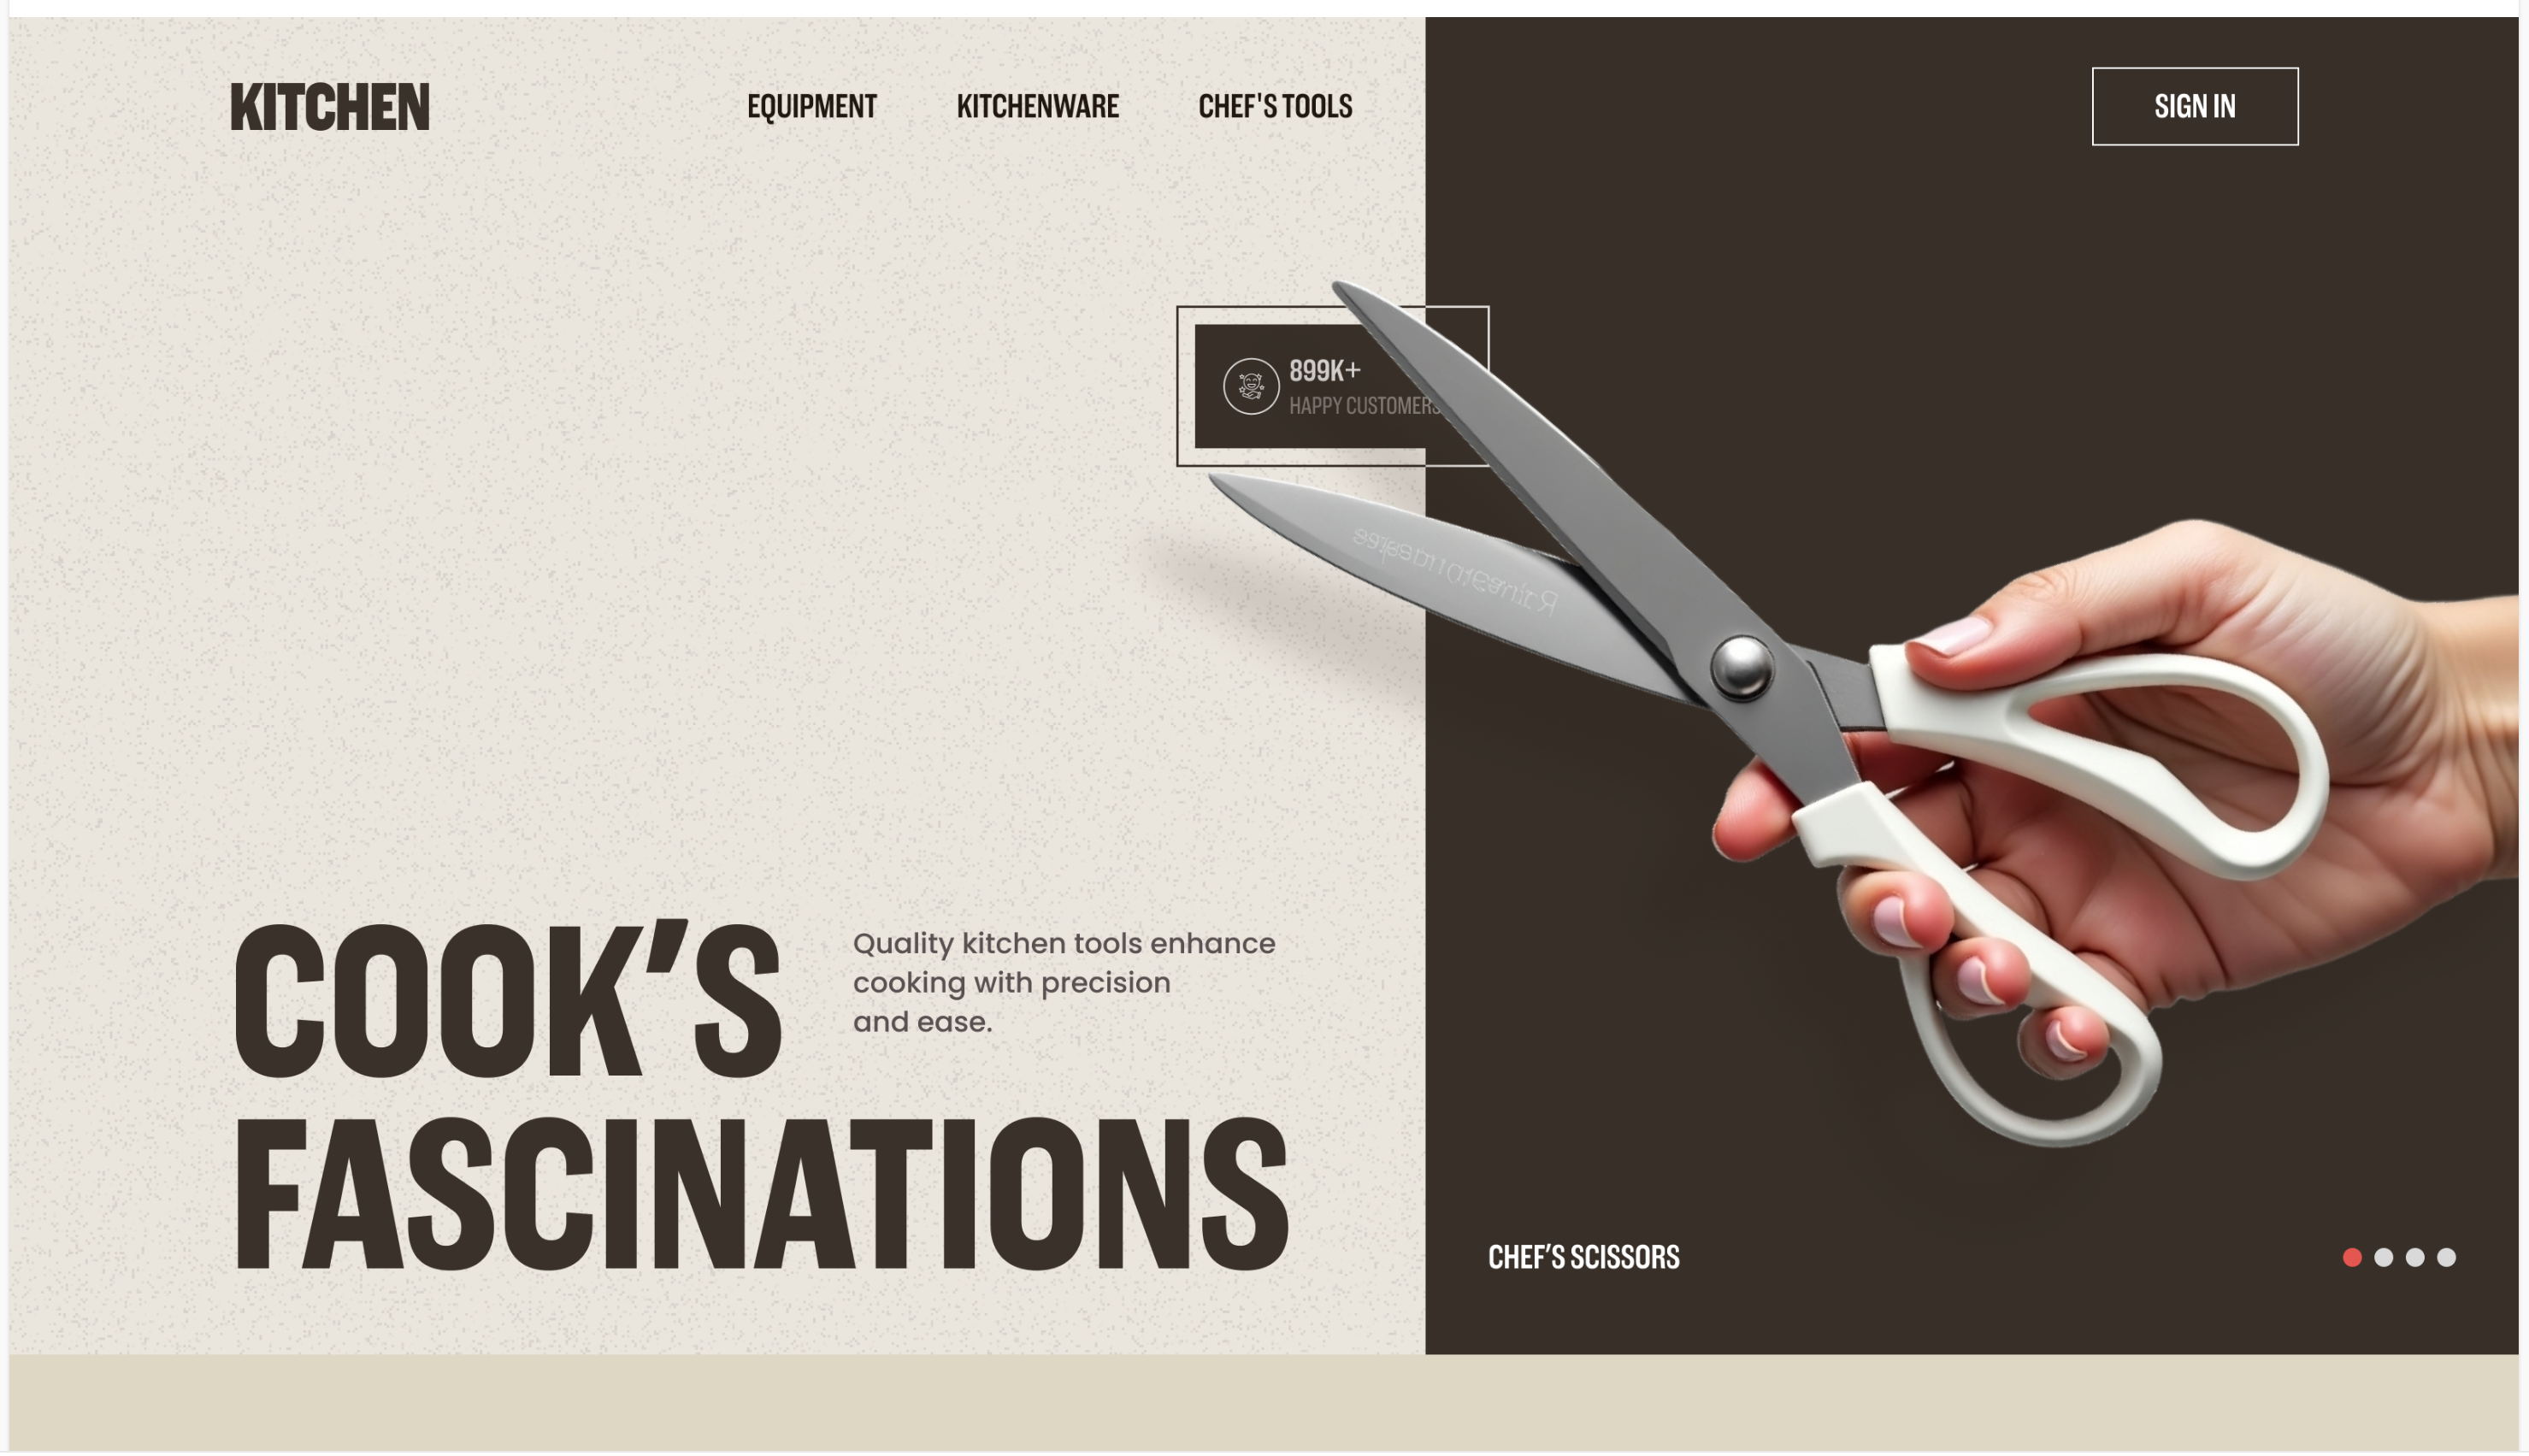 KITCHEN
EQUIPMENT
KITCHENWARE
CHEF'S TOOLS
SIGN IN
899K+
HAPPY CUSTOMERS
COOK’S
FASCINATIONS
Quality kitchen tools enhance
cooking with precision
and ease.
CHEF’S SCISSORS